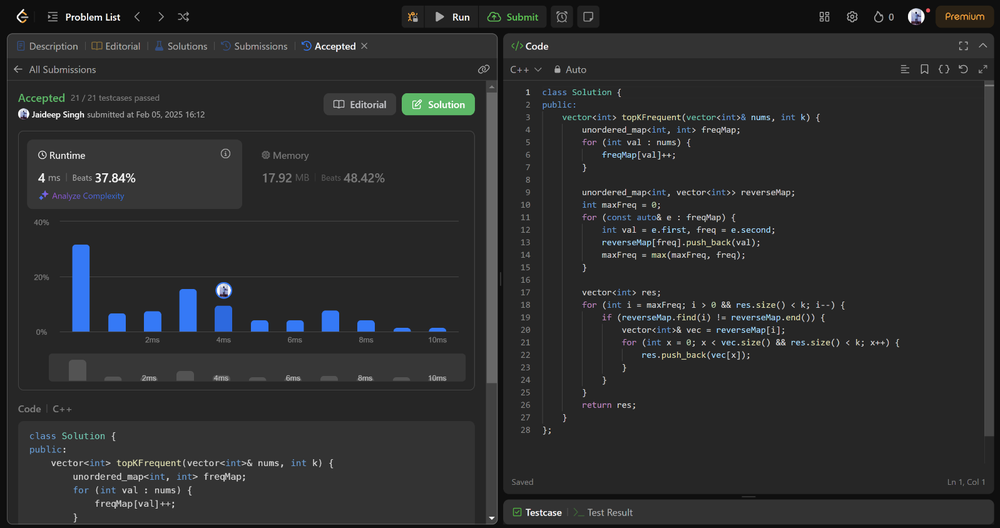 Problem List
Run
Submit
0
Premium
Description
Editorial
Solutions
Submissions
Accepted
All Submissions
Accepted 21 / 21 testcases passed
Jaideep Singh submitted at Feb 05, 2025 16:12
Editorial
Solution
Runtime
4 ms | Beats 37.84%
Analyze Complexity
Memory
17.92 MB | Beats 48.42%
40%
20%
0%
2ms 4ms 6ms 8ms 10ms
2ms 4ms 6ms 8ms 10ms
Code | C++
class Solution {
public:
    vector<int> topKFrequent(vector<int>& nums, int k) {
        unordered_map<int, int> freqMap;
        for (int val : nums) {
            freqMap[val]++;
        }
Code
C++ Auto
1 class Solution {
2 public:
3     vector<int> topKFrequent(vector<int>& nums, int k) {
4         unordered_map<int, int> freqMap;
5         for (int val : nums) {
6             freqMap[val]++;
7         }
8
9         unordered_map<int, vector<int>> reverseMap;
10         int maxFreq = 0;
11         for (const auto& e : freqMap) {
12             int val = e.first, freq = e.second;
13             reverseMap[freq].push_back(val);
14             maxFreq = max(maxFreq, freq);
15         }
16
17         vector<int> res;
18         for (int i = maxFreq; i > 0 && res.size() < k; i--) {
19             if (reverseMap.find(i) != reverseMap.end()) {
20                 vector<int>& vec = reverseMap[i];
21                 for (int x = 0; x < vec.size() && res.size() < k; x++) {
22                     res.push_back(vec[x]);
23                 }
24             }
25         }
26         return res;
27     }
28 };
Saved
Ln 1, Col 1
Testcase
Test Result